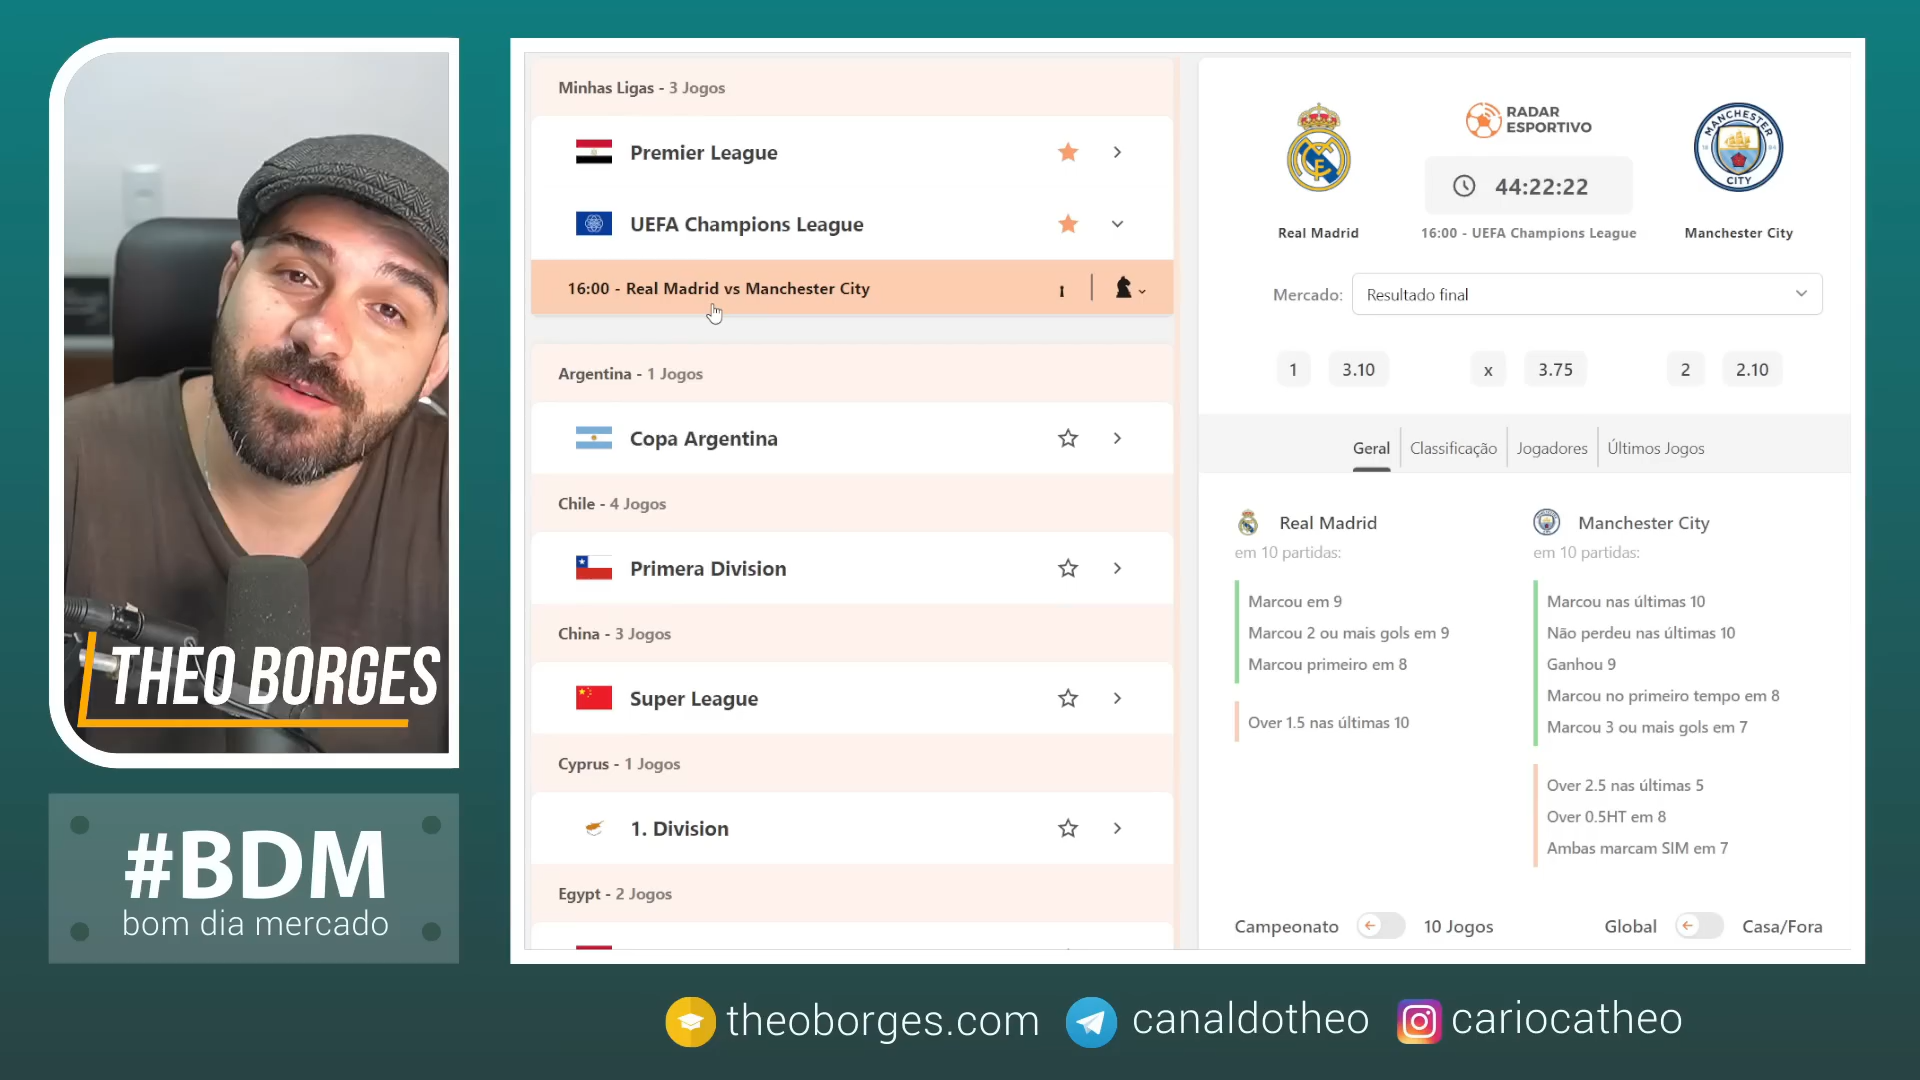 THEO BORGES
#BDM
bom dia mercado
Minhas Ligas - 3 Jogos
Premier League
UEFA Champions League
16:00 - Real Madrid vs Manchester City
Argentina - 1 Jogos
Copa Argentina
Chile - 4 Jogos
Primera Division
China - 3 Jogos
Super League
Cyprus - 1 Jogos
1. Division
Egypt - 2 Jogos
RADAR
ESPORTIVO
MANCHESTER
CITY
44:22:22
Real Madrid
16:00 - UEFA Champions League
Manchester City
Mercado:
Resultado final
1 3.10 x 3.75 2 2.10
Geral Classificação Jogadores Últimos Jogos
Real Madrid
em 10 partidas:
Marcou em 9
Marcou 2 ou mais gols em 9
Marcou primeiro em 8
Over 1.5 nas últimas 10
Manchester City
em 10 partidas:
Marcou nas últimas 10
Não perdeu nas últimas 10
Ganhou 9
Marcou no primeiro tempo em 8
Marcou 3 ou mais gols em 7
Over 2.5 nas últimas 5
Over 0.5HT em 8
Ambas marcam SIM em 7
Campeonato 10 Jogos Global Casa/Fora
theoborges.com canaldotheo cariocatheo